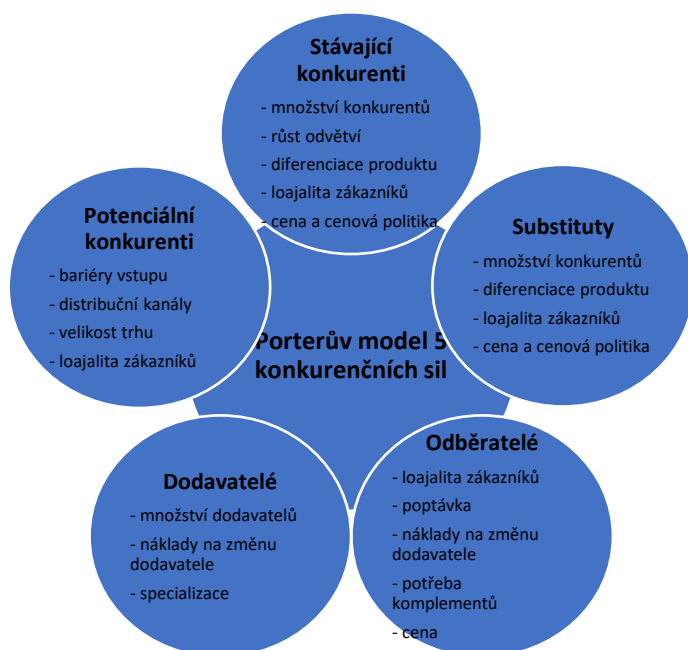 Stávající
konkurenti
- množství konkurentů
- růst odvětví
- diferenciace produktu
- loajalita zákazníků
- cena a cenová politika
Substituty
- množství konkurentů
- diferenciace produktu
- loajalita zákazníků
- cena a cenová politika
Odběratelé
- loajalita zákazníků
- poptávka
- náklady na změnu
dodavatele
- potřeba
komplementů
- cena
Dodavatelé
- množství dodavatelů
- náklady na změnu
dodavatele
- specializace
Potenciální
konkurenti
- bariéry vstupu
- distribuční kanály
- velikost trhu
- loajalita zákazníků
Porterův model 5
konkurenčních sil